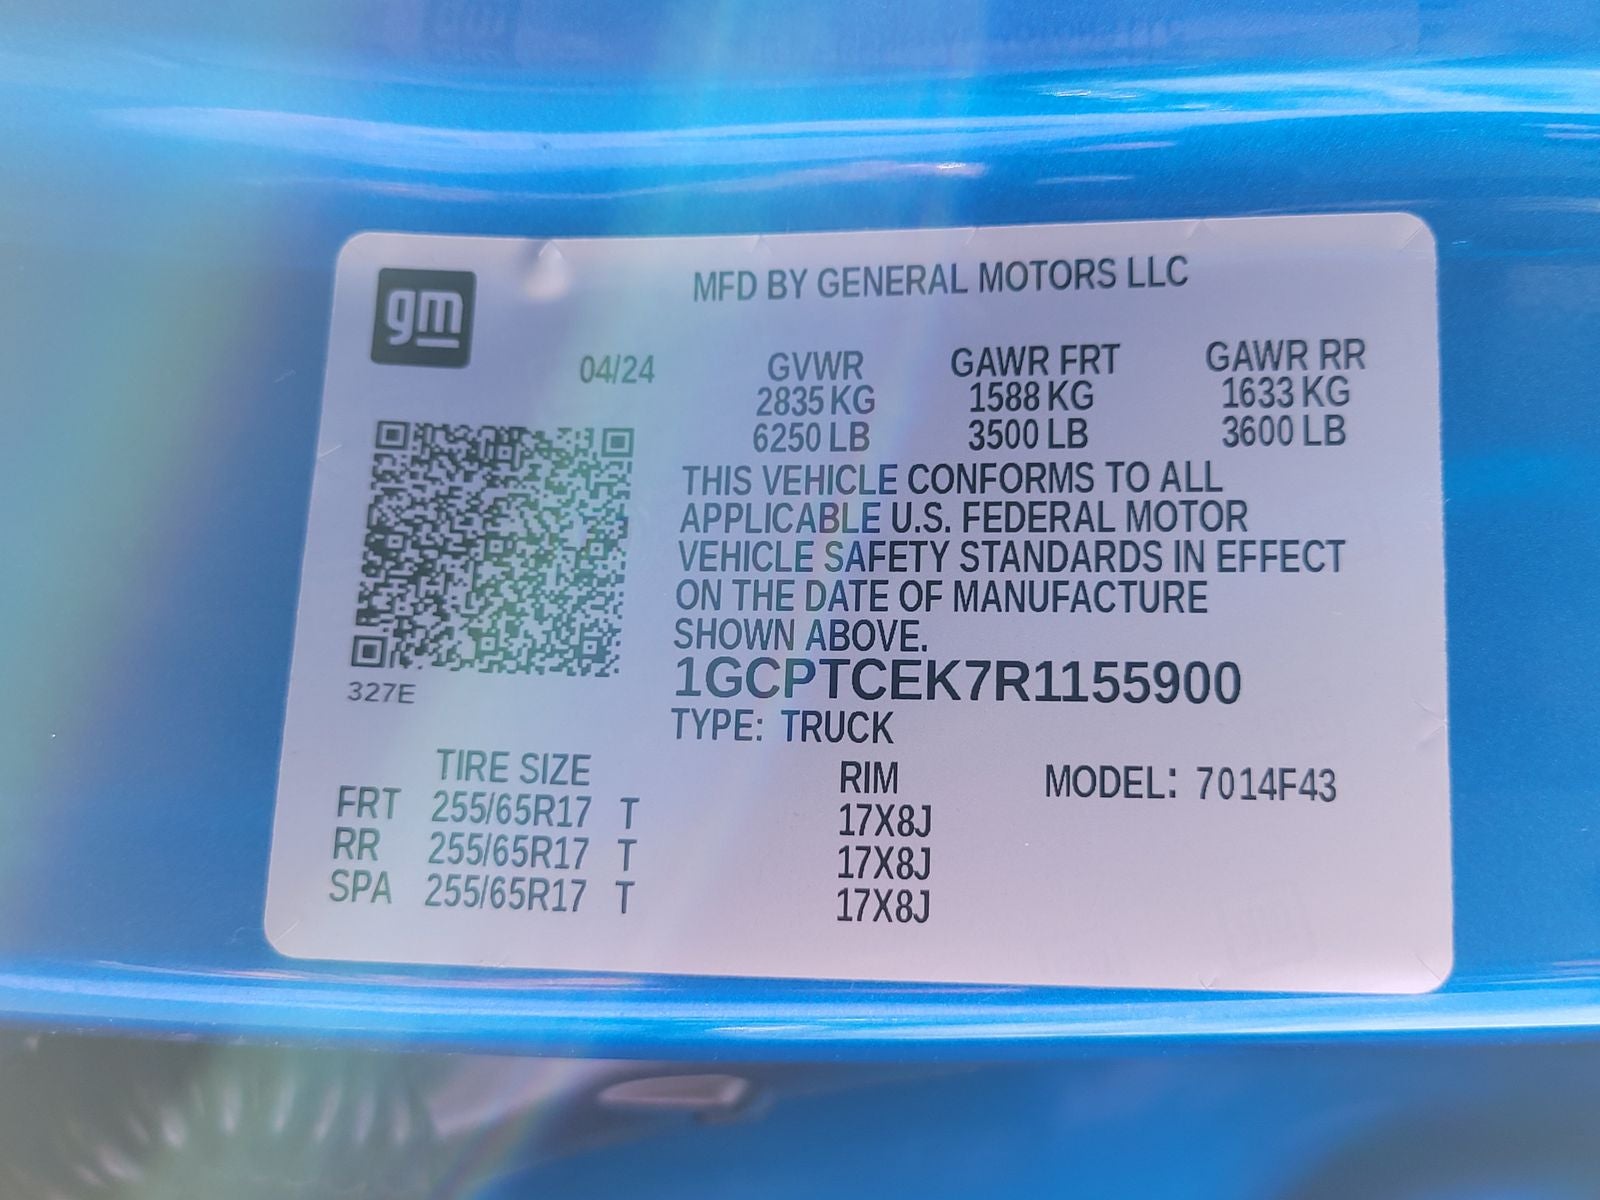 gm
MFD BY GENERAL MOTORS LLC
04/24 GVWR GAWR FRT GAWR RR
2835 KG 1588 KG 1633 KG
6250 LB 3500 LB 3600 LB
THIS VEHICLE CONFORMS TO ALL
APPLICABLE U.S. FEDERAL MOTOR
VEHICLE SAFETY STANDARDS IN EFFECT
ON THE DATE OF MANUFACTURE
SHOWN ABOVE.
327E
1GCPTCEK7R1155900
TYPE: TRUCK
TIRE SIZE RIM MODEL: 7014F43
FRT 255/65R17 T 17X8J
RR 255/65R17 T 17X8J
SPA 255/65R17 T 17X8J